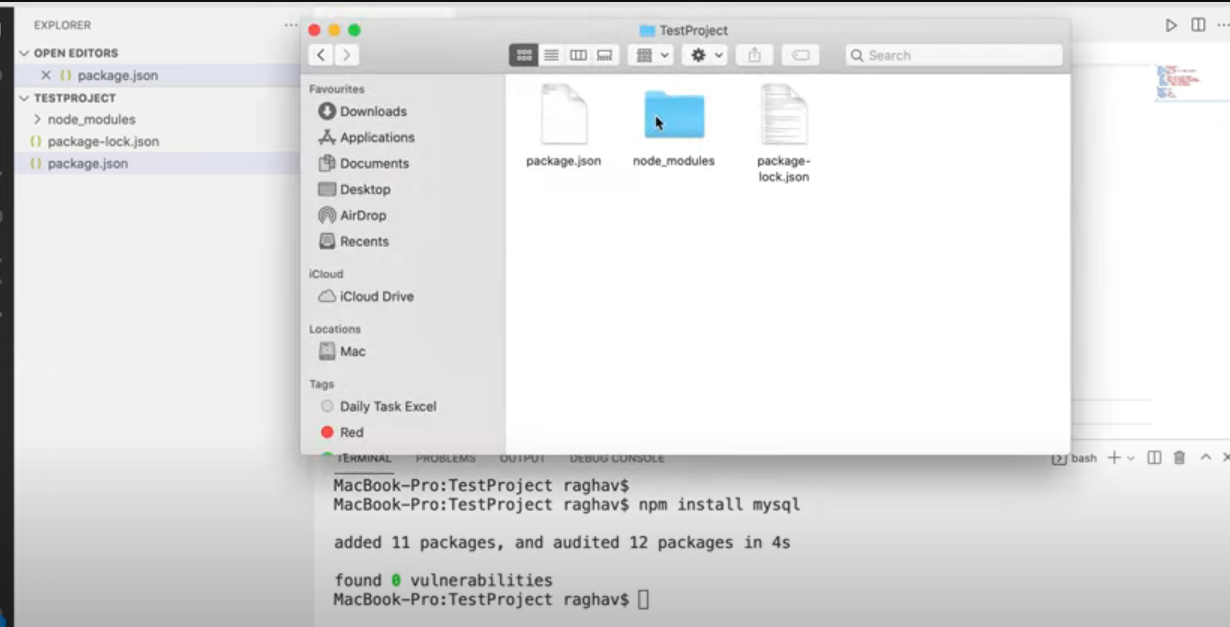 EXPLORER
OPEN EDITORS
package.json
TESTPROJECT
node_modules
package-lock.json
package.json
TestProject
Search
Favourites
Downloads
Applications
Documents
Desktop
AirDrop
Recents
iCloud
iCloud Drive
Locations
Mac
Tags
Daily Task Excel
Red
package.json
node_modules
package-
lock.json
TERMINAL PROBLEMS OUTPUT DEBUG CONSOLE
bash
MacBook-Pro:TestProject raghav$
MacBook-Pro:TestProject raghav$ npm install mysql
added 11 packages, and audited 12 packages in 4s
found 0 vulnerabilities
MacBook-Pro:TestProject raghav$